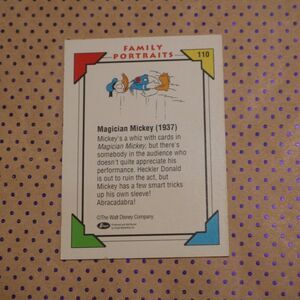 FAMILY
PORTRAITS
110
Magician Mickey (1937)
Mickey's a whiz with cards in
Magician Mickey; but there's
somebody in the audience who
doesn't quite appreciate his
performance. Heckler Donald
is out to ruin the act, but
Mickey has a few smart tricks
up his own sleeve!
Abracadabra!
©The Walt Disney Company